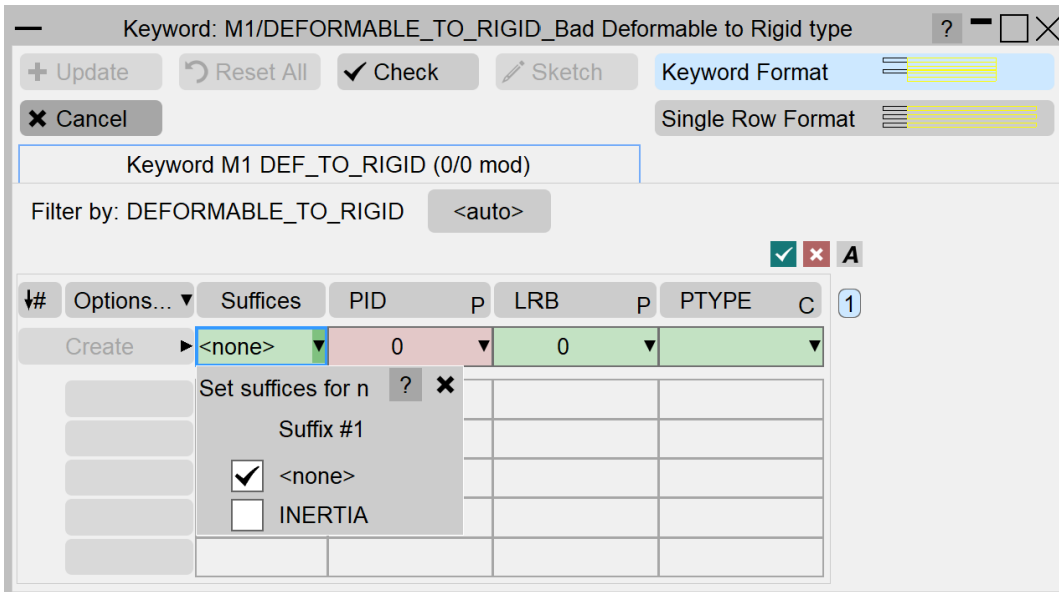 Keyword: M1/DEFORMABLE_TO_RIGID_Bad Deformable to Rigid type ?
Update Reset All Check Sketch Keyword Format
Cancel Single Row Format
Keyword M1 DEF_TO_RIGID (0/0 mod)
Filter by: DEFORMABLE_TO_RIGID <auto>
A
# Options... Suffices PID P LRB P PTYPE C 1
Create <none> 0 0
Set suffices for n ?
Suffix #1
<none>
INERTIA